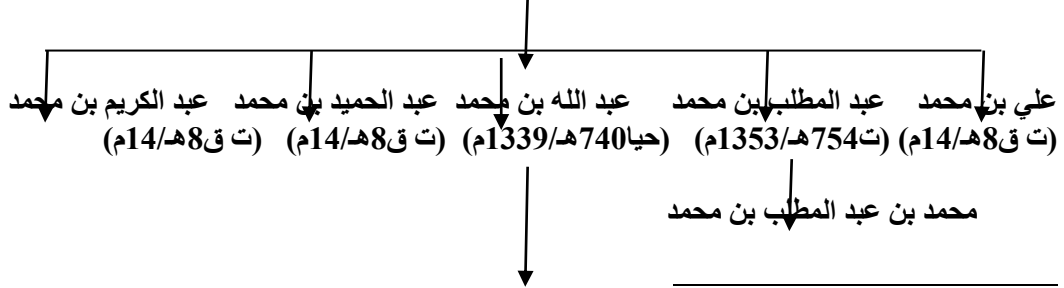 علي بن محمد عبد المطلب بن محمد عبد الله بن محمد عبد الحميد بن محمد عبد الكريم بن محمد
(ت ق8هـ/14م) (ت754هـ/1353م) (حيا740هـ/1339م) (ت ق8هـ/14م) (ت ق8هـ/14م)
محمد بن عبد المطلب بن محمد